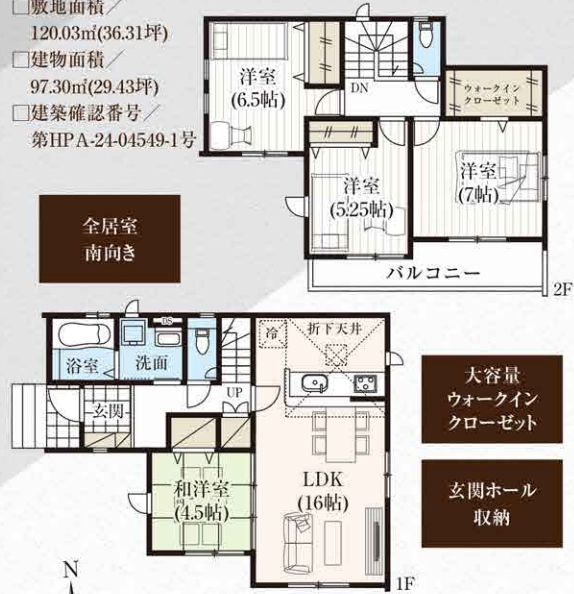 □敷地面積／
120.03㎡(36.31坪)
□建物面積／
97.30㎡(29.43坪)
□建築確認番号／
第HPA-24-04549-1号
洋室
(6.5帖)
DN
ウォークイン
クローゼット
洋室
(5.25帖)
洋室
(7帖)
バルコニー
2F
全居室
南向き
DS
浴室
洗面
冷
折下天井
玄関
UP
和洋室
(4.5帖)
LDK
(16帖)
1F
大容量
ウォークイン
クローゼット
玄関ホール
収納
N